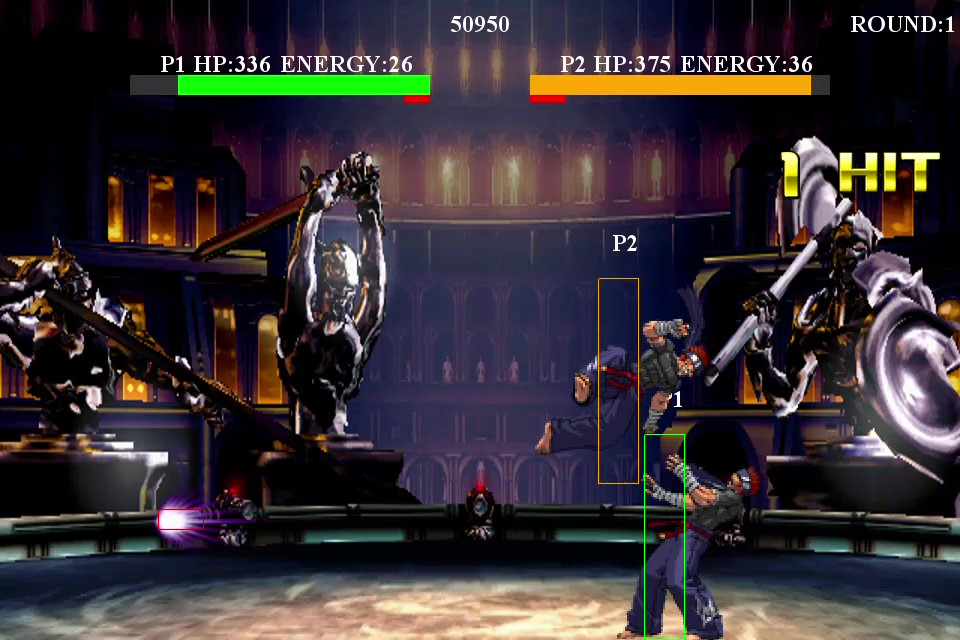 50950
ROUND:1
P1 HP:336 ENERGY:26
P2 HP:375 ENERGY:36
1 HIT
P2
P1